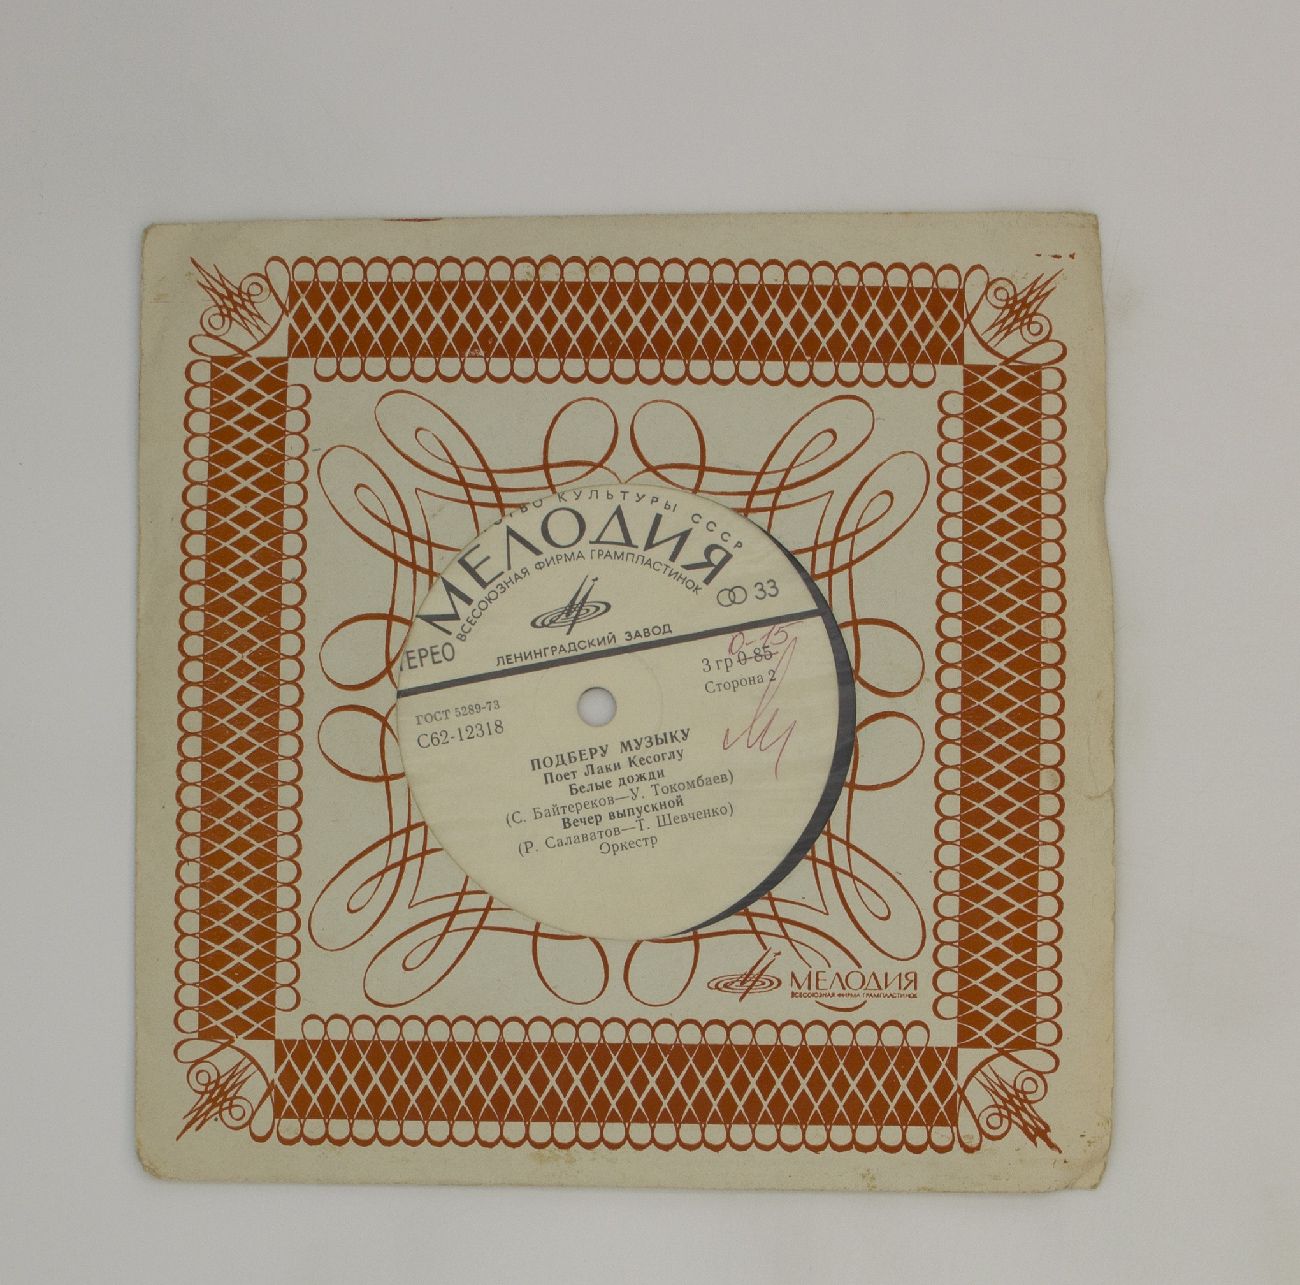 КУЛЬТУРЫ СССР
МЕЛОДИЯ
ВСЕСОЮЗНАЯ ФИРМА ГРАМПЛАСТИНОК
33
ТЕРЕО
ЛЕНИНГРАДСКИЙ ЗАВОД
0-15
3 гр 0-85
Сторона 2
ГОСТ 5289-73
С62-12318
ПОДБЕРУ МУЗЫКУ
Поет Лаки Кесоглу
Белые дожди
(С. Байтереков—У. Токомбаев)
Вечер выпускной
(Р. Салаватов—Т. Шевченко)
Оркестр
МЕЛОДИЯ
ВСЕСОЮЗНАЯ ФИРМА ГРАМПЛАСТИНОК